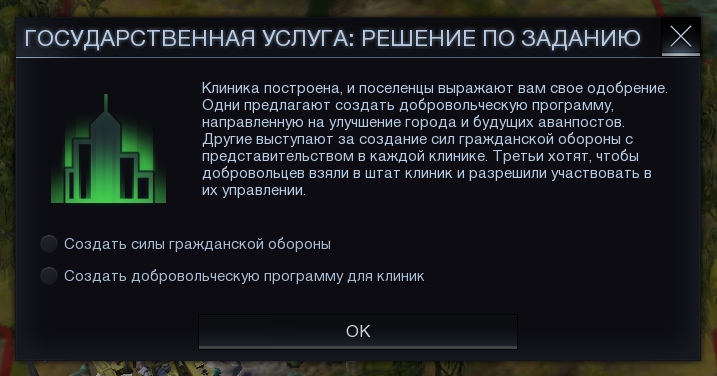 ГОСУДАРСТВЕННАЯ УСЛУГА: РЕШЕНИЕ ПО ЗАДАНИЮ
Клиника построена, и поселенцы выражают вам свое одобрение.
Одни предлагают создать добровольческую программу,
направленную на улучшение города и будущих аванпостов.
Другие выступают за создание сил гражданской обороны с
представительством в каждой клинике. Третьи хотят, чтобы
добровольцев взяли в штат клиник и разрешили участвовать в
их управлении.
Создать силы гражданской обороны
Создать добровольческую программу для клиник
ОК